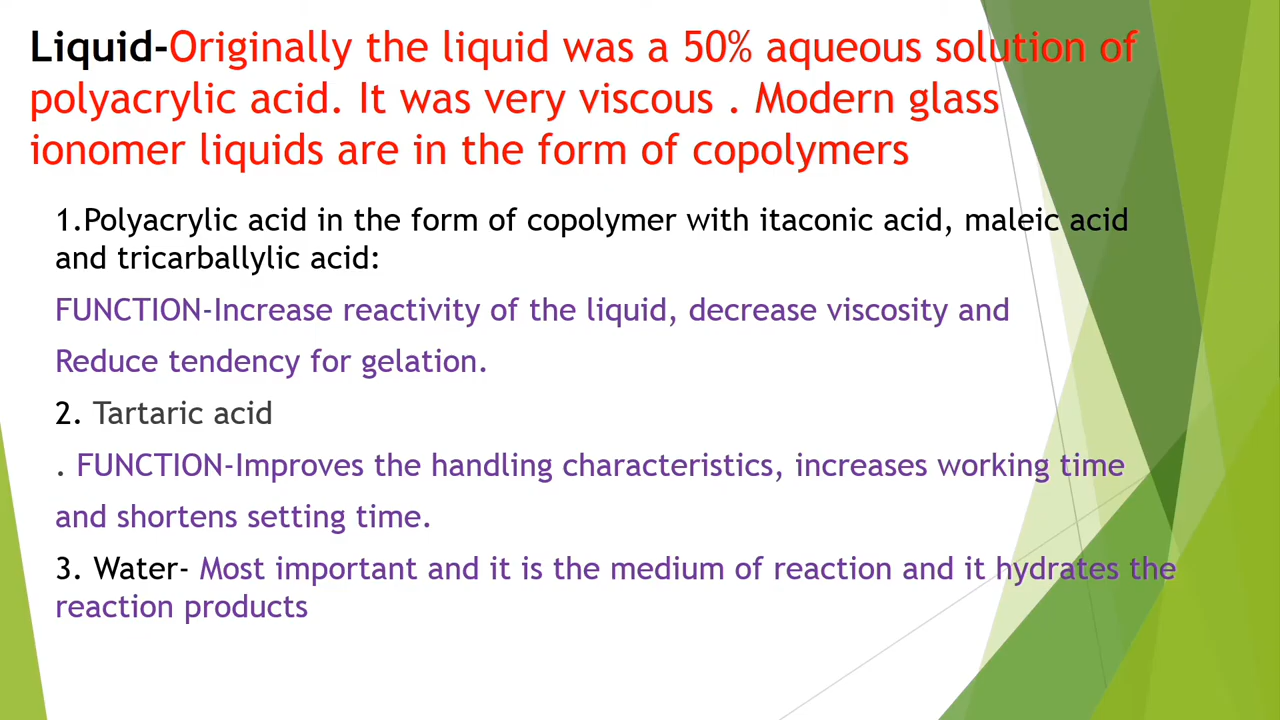 Liquid-Originally the liquid was a 50% aqueous solution of
polyacrylic acid. It was very viscous . Modern glass
ionomer liquids are in the form of copolymers
1.Polyacrylic acid in the form of copolymer with itaconic acid, maleic acid
and tricarballylic acid:
FUNCTION-Increase reactivity of the liquid, decrease viscosity and
Reduce tendency for gelation.
2. Tartaric acid
. FUNCTION-Improves the handling characteristics, increases working time
and shortens setting time.
3. Water- Most important and it is the medium of reaction and it hydrates the
reaction products